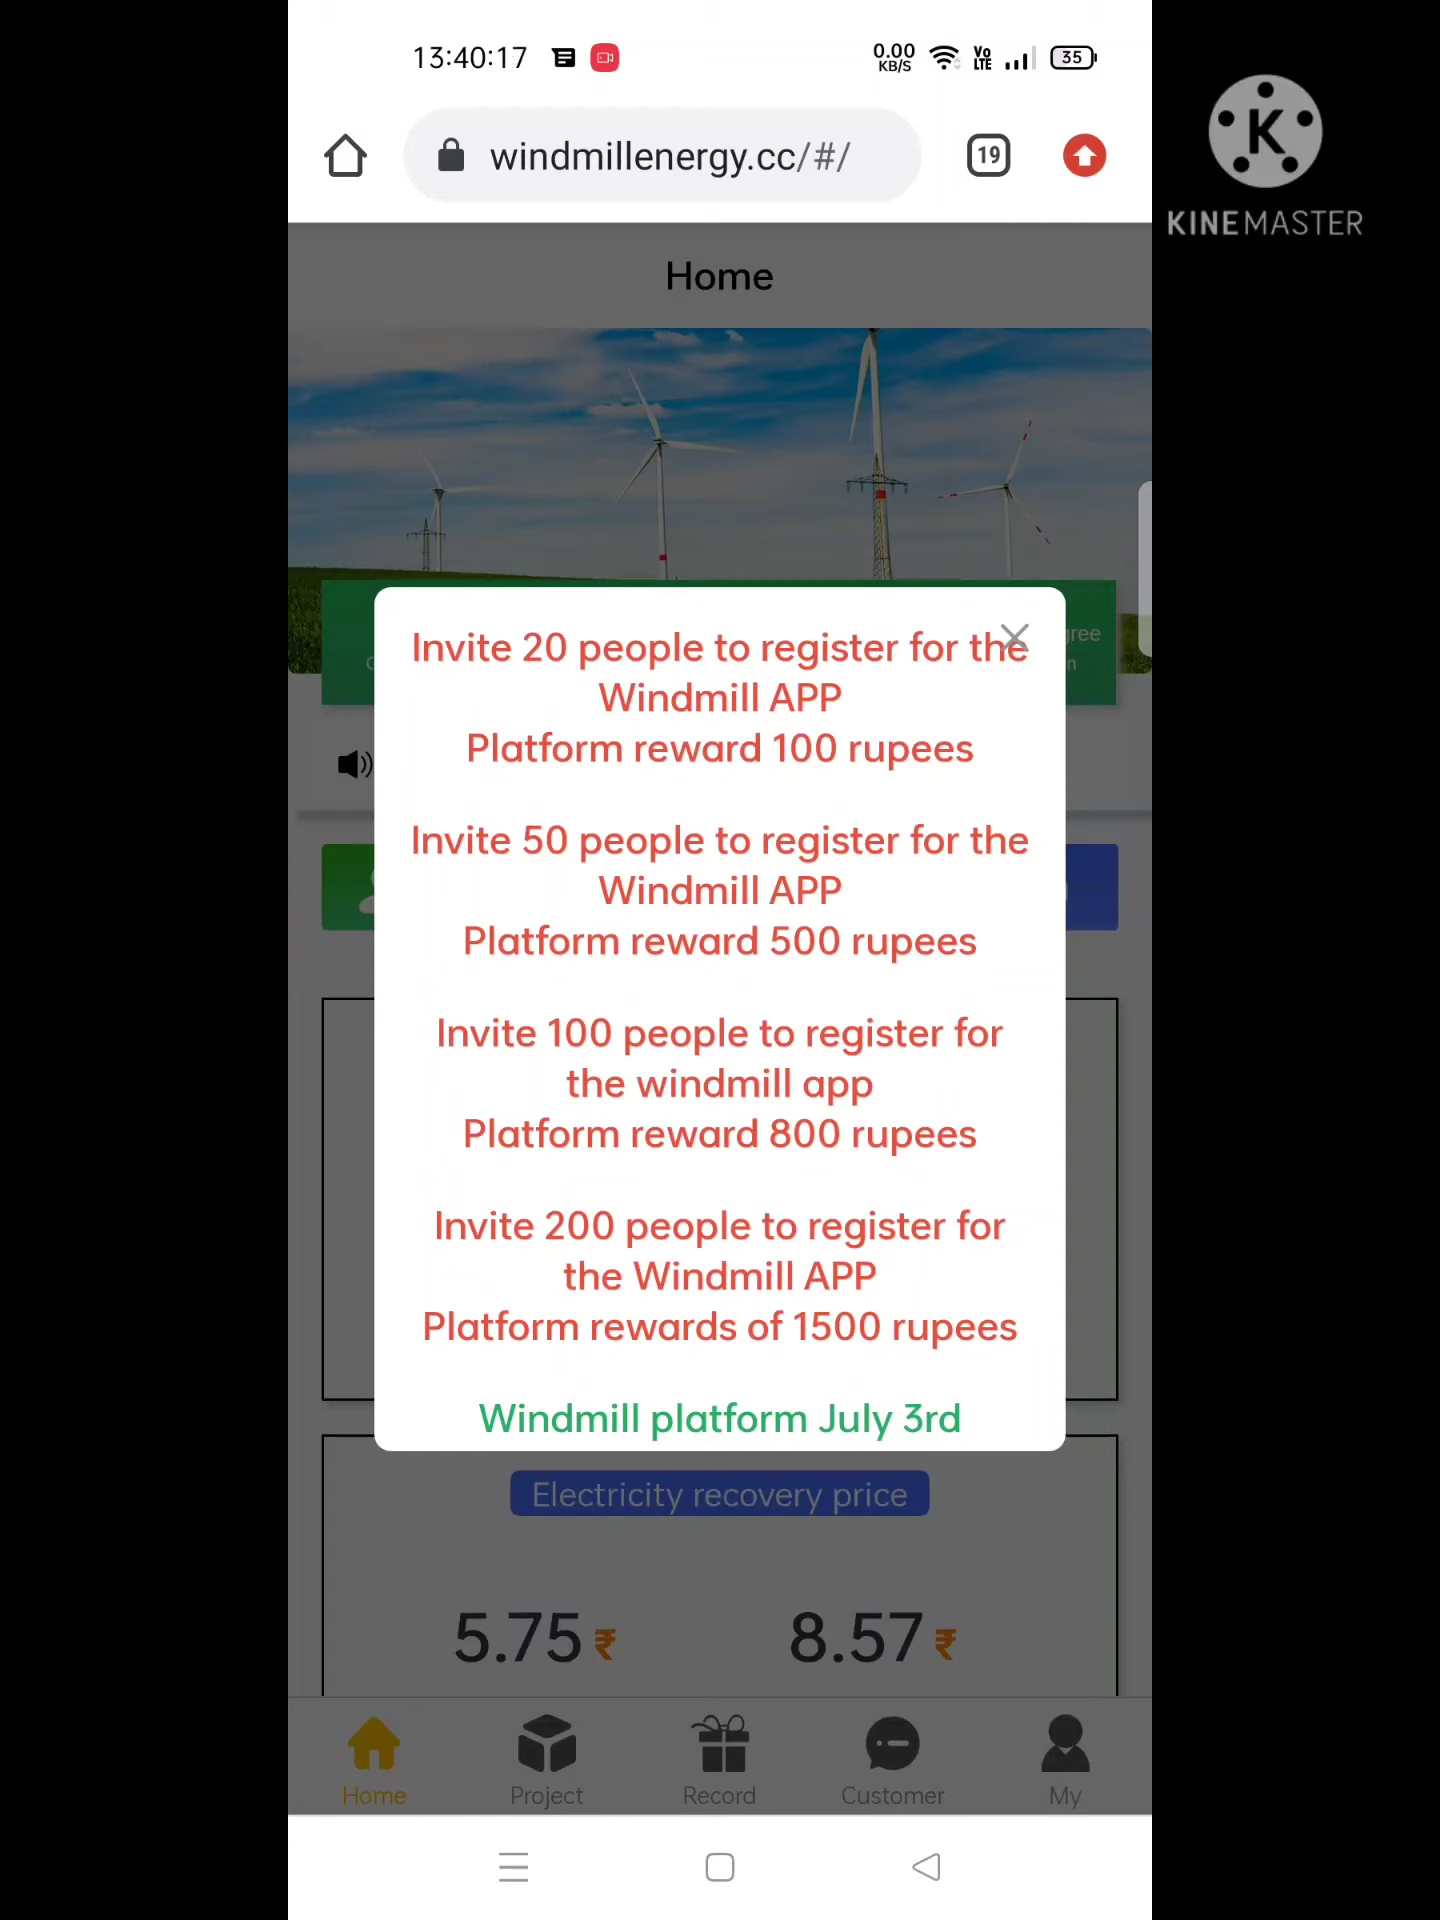 13:40:17
0.00 KB/S
Vo LTE
35
windmillenergy.cc/#/
19
K
KINEMASTER
Home
Invite 20 people to register for the
Windmill APP
Platform reward 100 rupees
Invite 50 people to register for the
Windmill APP
Platform reward 500 rupees
Invite 100 people to register for
the windmill app
Platform reward 800 rupees
Invite 200 people to register for
the Windmill APP
Platform rewards of 1500 rupees
Windmill platform July 3rd
Electricity recovery price
5.75 ₹ 8.57 ₹
Home Project Record Customer My